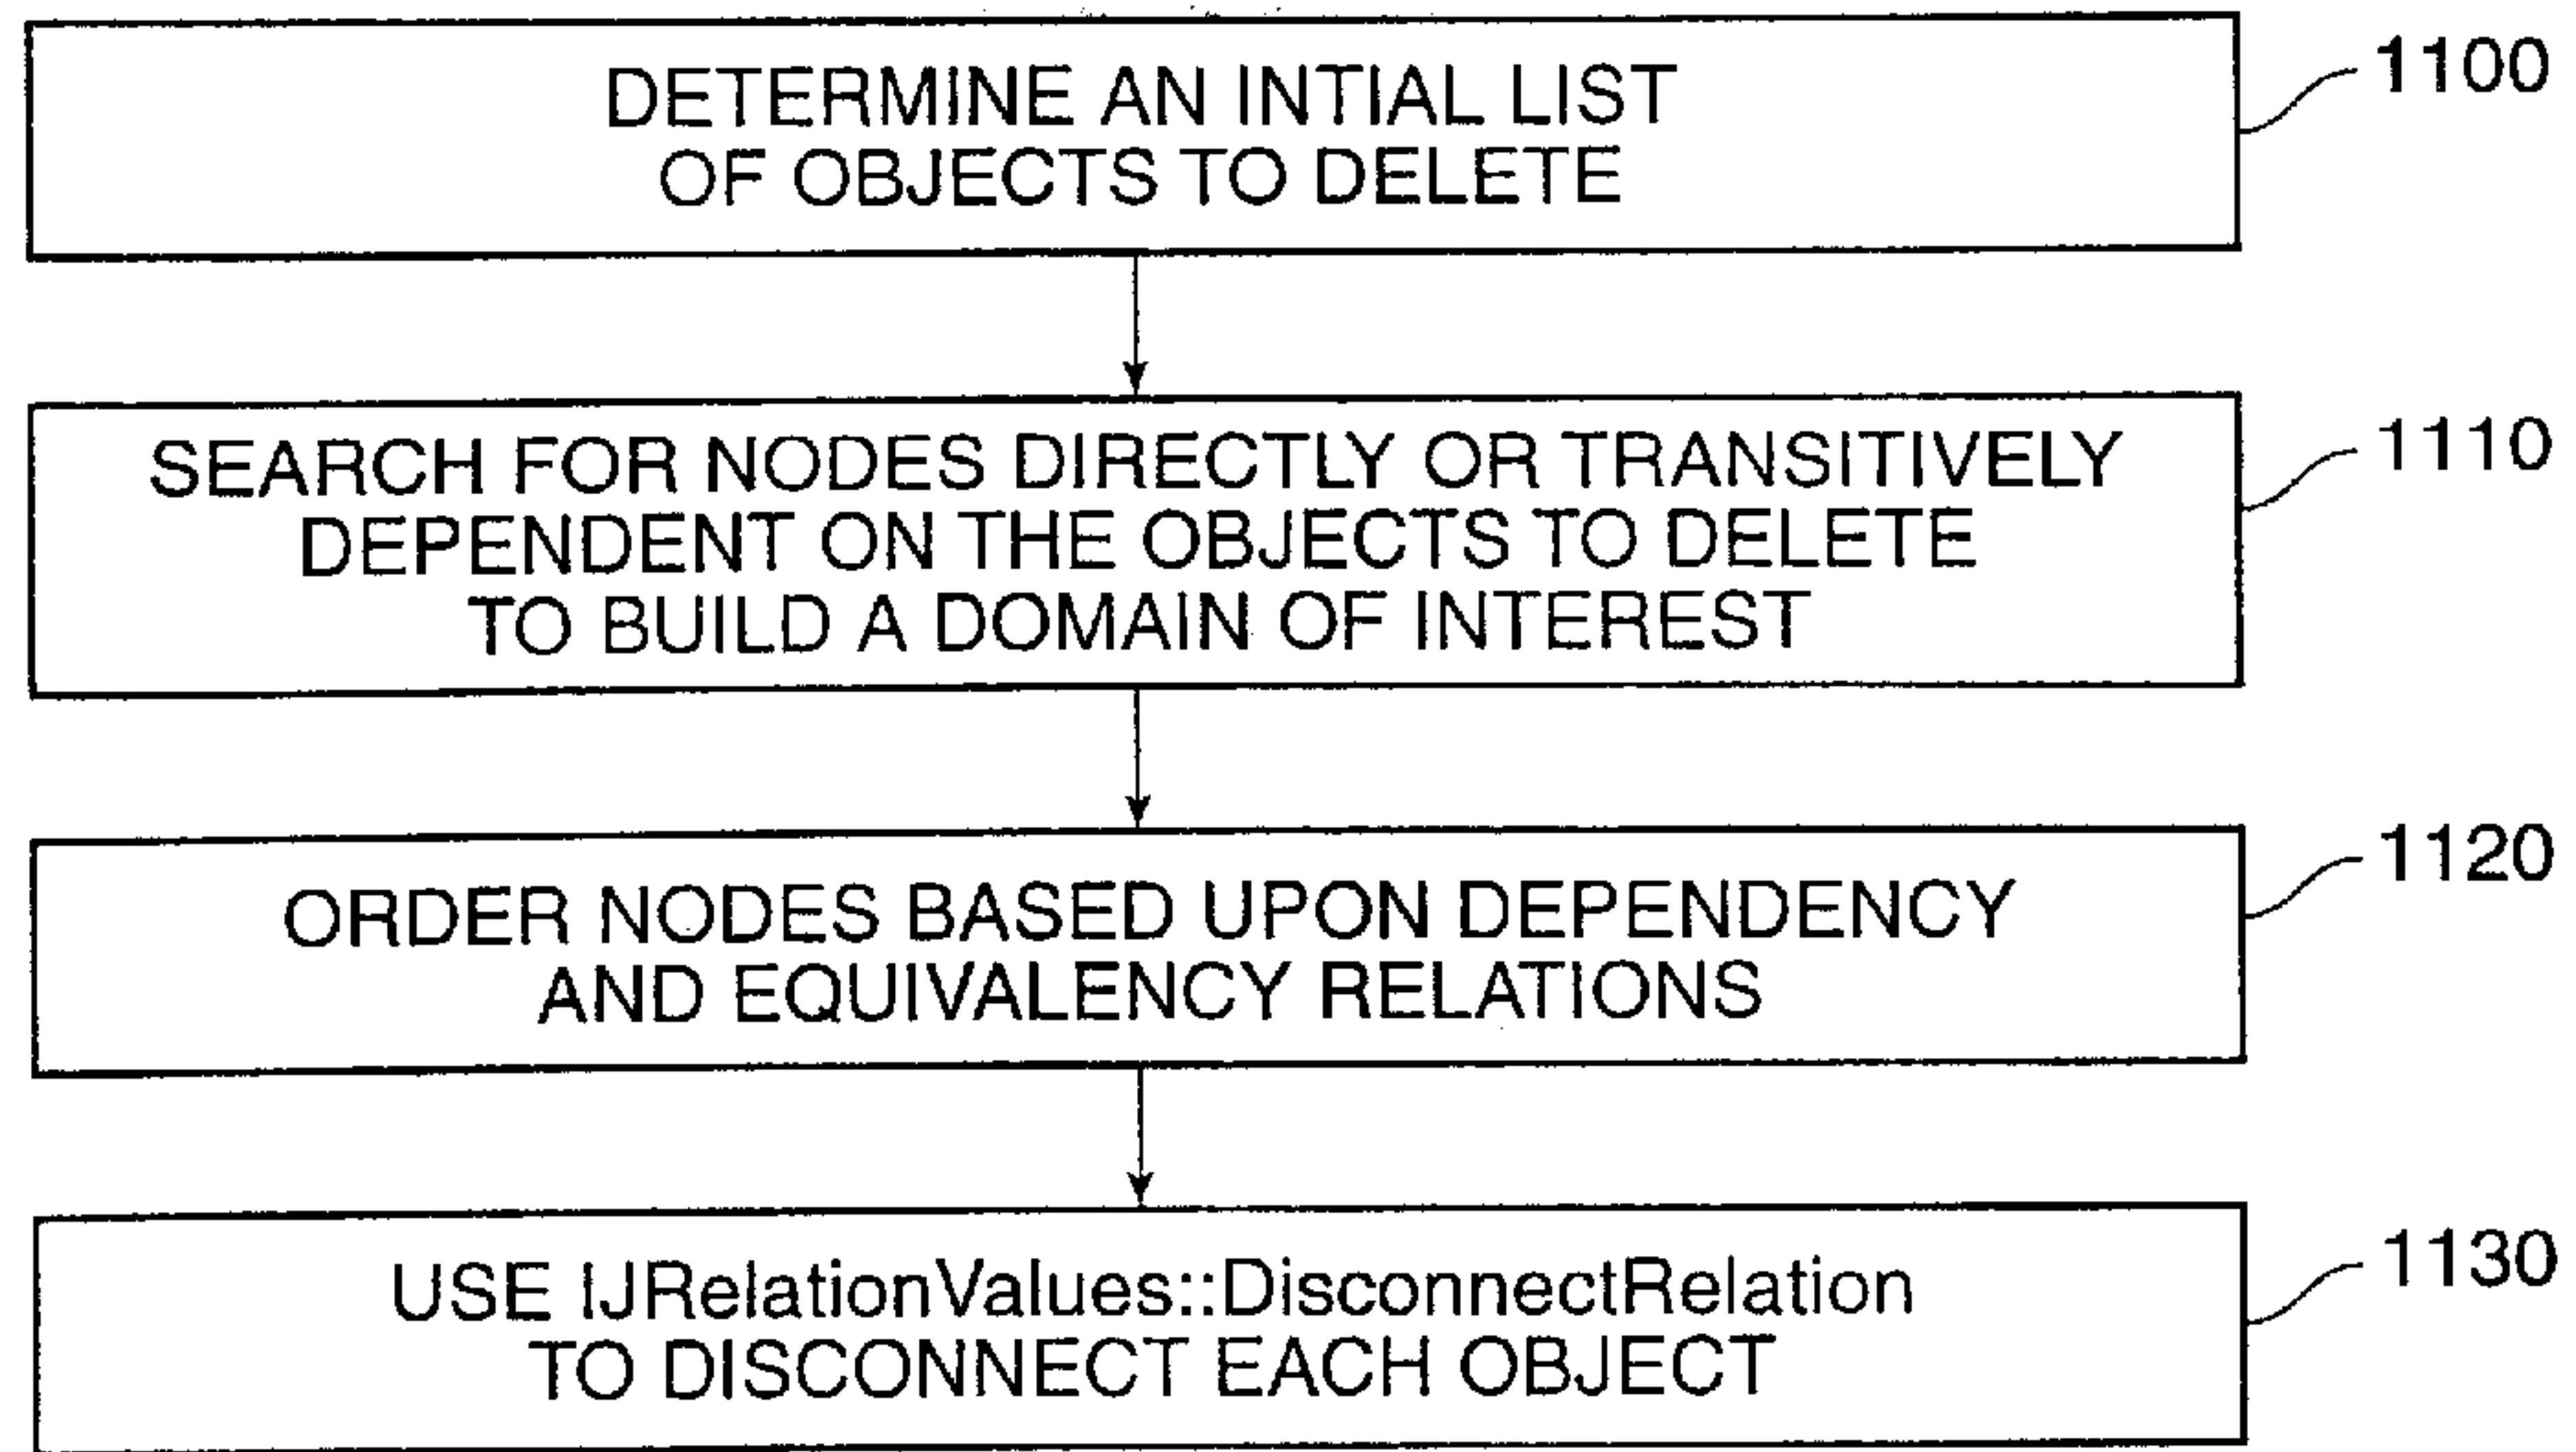 DETERMINE AN INTIAL LIST
OF OBJECTS TO DELETE
1100
SEARCH FOR NODES DIRECTLY OR TRANSITIVELY
DEPENDENT ON THE OBJECTS TO DELETE
TO BUILD A DOMAIN OF INTEREST
1110
ORDER NODES BASED UPON DEPENDENCY
AND EQUIVALENCY RELATIONS
1120
USE IJRelationValues::DisconnectRelation
TO DISCONNECT EACH OBJECT
1130